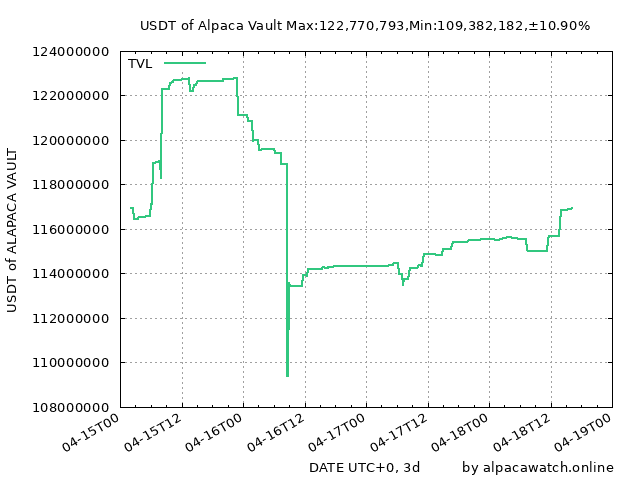 USDT of Alpaca Vault Max:122,770,793,Min:109,382,182,±10.90%
TVL
124000000
122000000
120000000
118000000
116000000
114000000
112000000
110000000
108000000
USDT of ALAPACA VAULT
04-15T00
04-15T12
04-16T00
04-16T12
04-17T00
04-17T12
04-18T00
04-18T12
04-19T00
DATE UTC+0, 3d
by alpacawatch.online